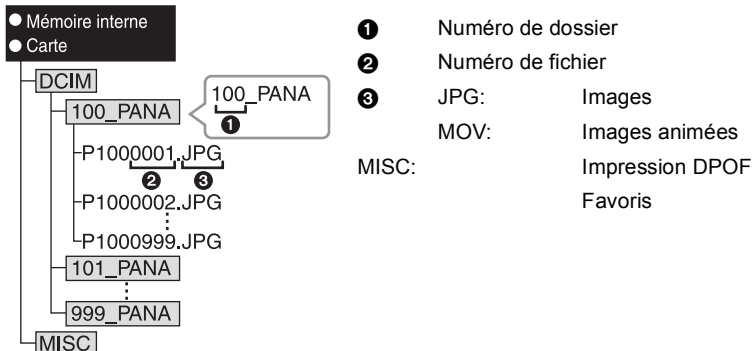 ● Mémoire interne
● Carte
DCIM
100_PANA
100_PANA
❶
P1000001.JPG
❷ ❸
P1000002.JPG
P1000999.JPG
101_PANA
999_PANA
MISC
❶ Numéro de dossier
❷ Numéro de fichier
❸ JPG: Images
MOV: Images animées
MISC: Impression DPOF
Favoris